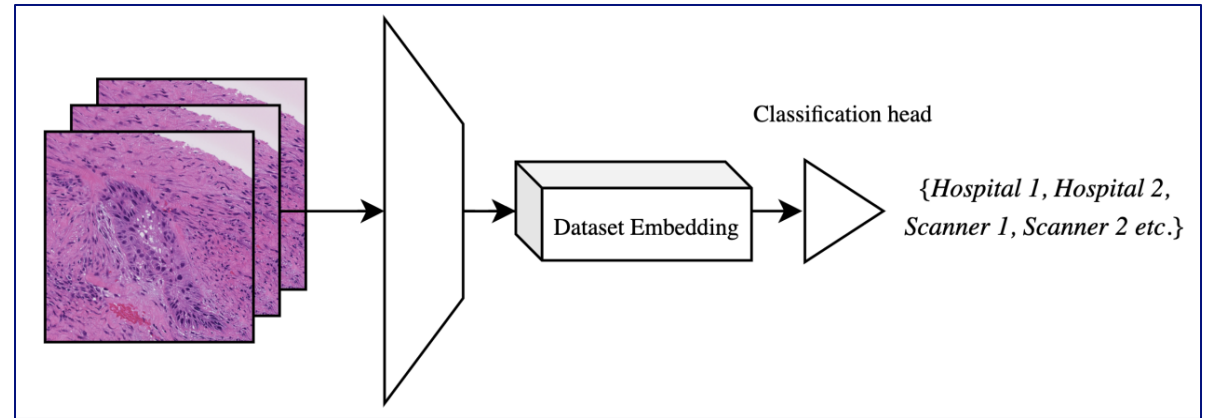 Classification head
Dataset Embedding
{Hospital 1, Hospital 2,
Scanner 1, Scanner 2 etc.}